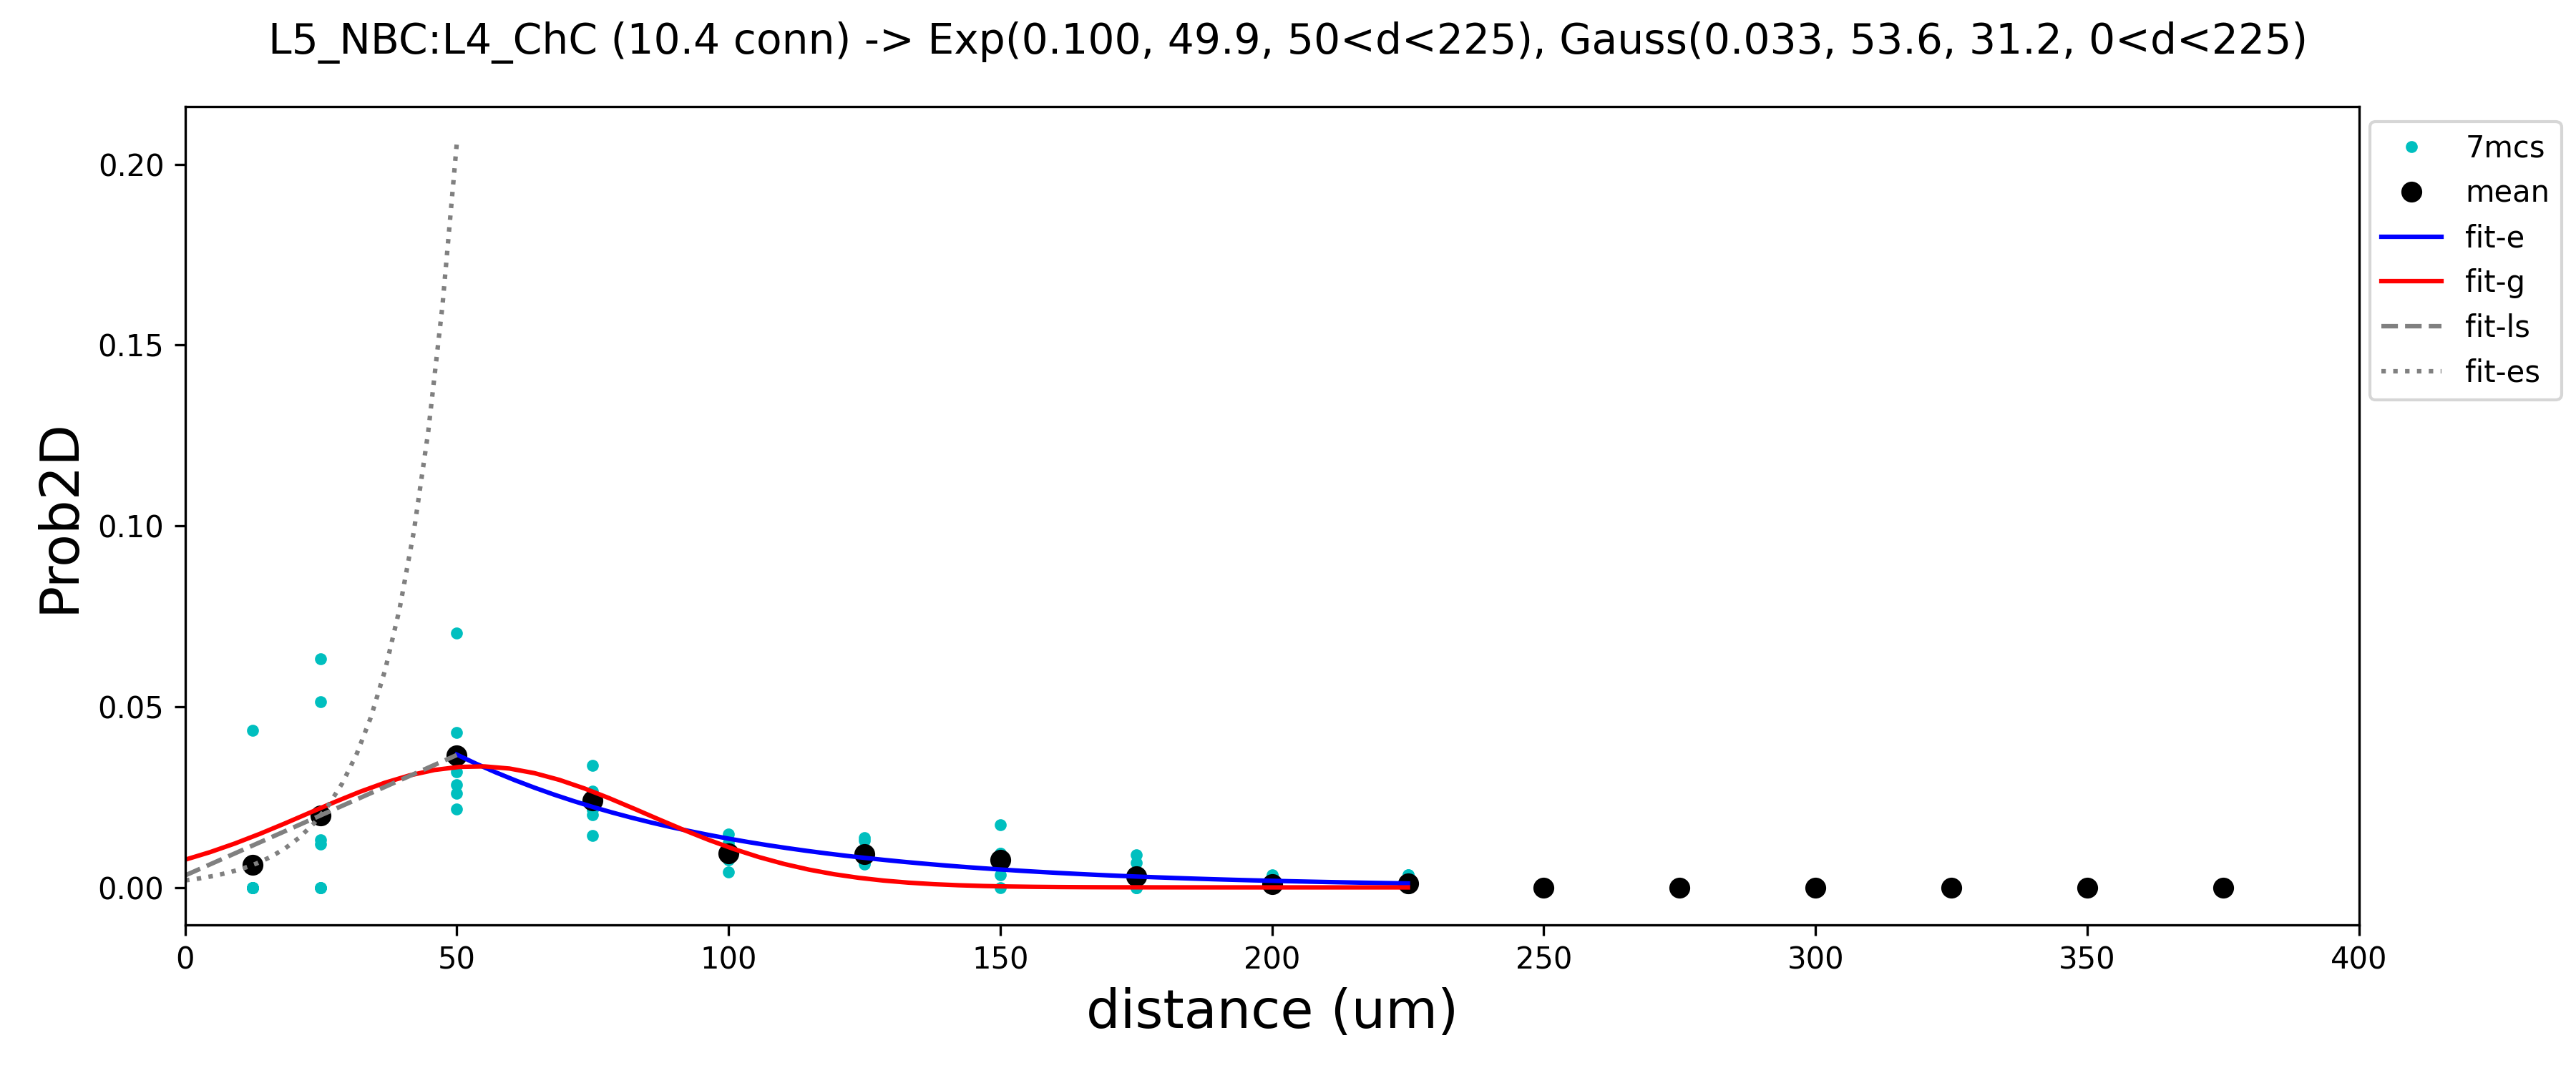 L5_NBC:L4_ChC (10.4 conn) -> Exp(0.100, 49.9, 50<d<225), Gauss(0.033, 53.6, 31.2, 0<d<225)
7mcs
mean
fit-e
fit-g
fit-ls
fit-es
Prob2D
0.20
0.15
0.10
0.05
0.00
0 50 100 150 200 250 300 350 400
distance (um)